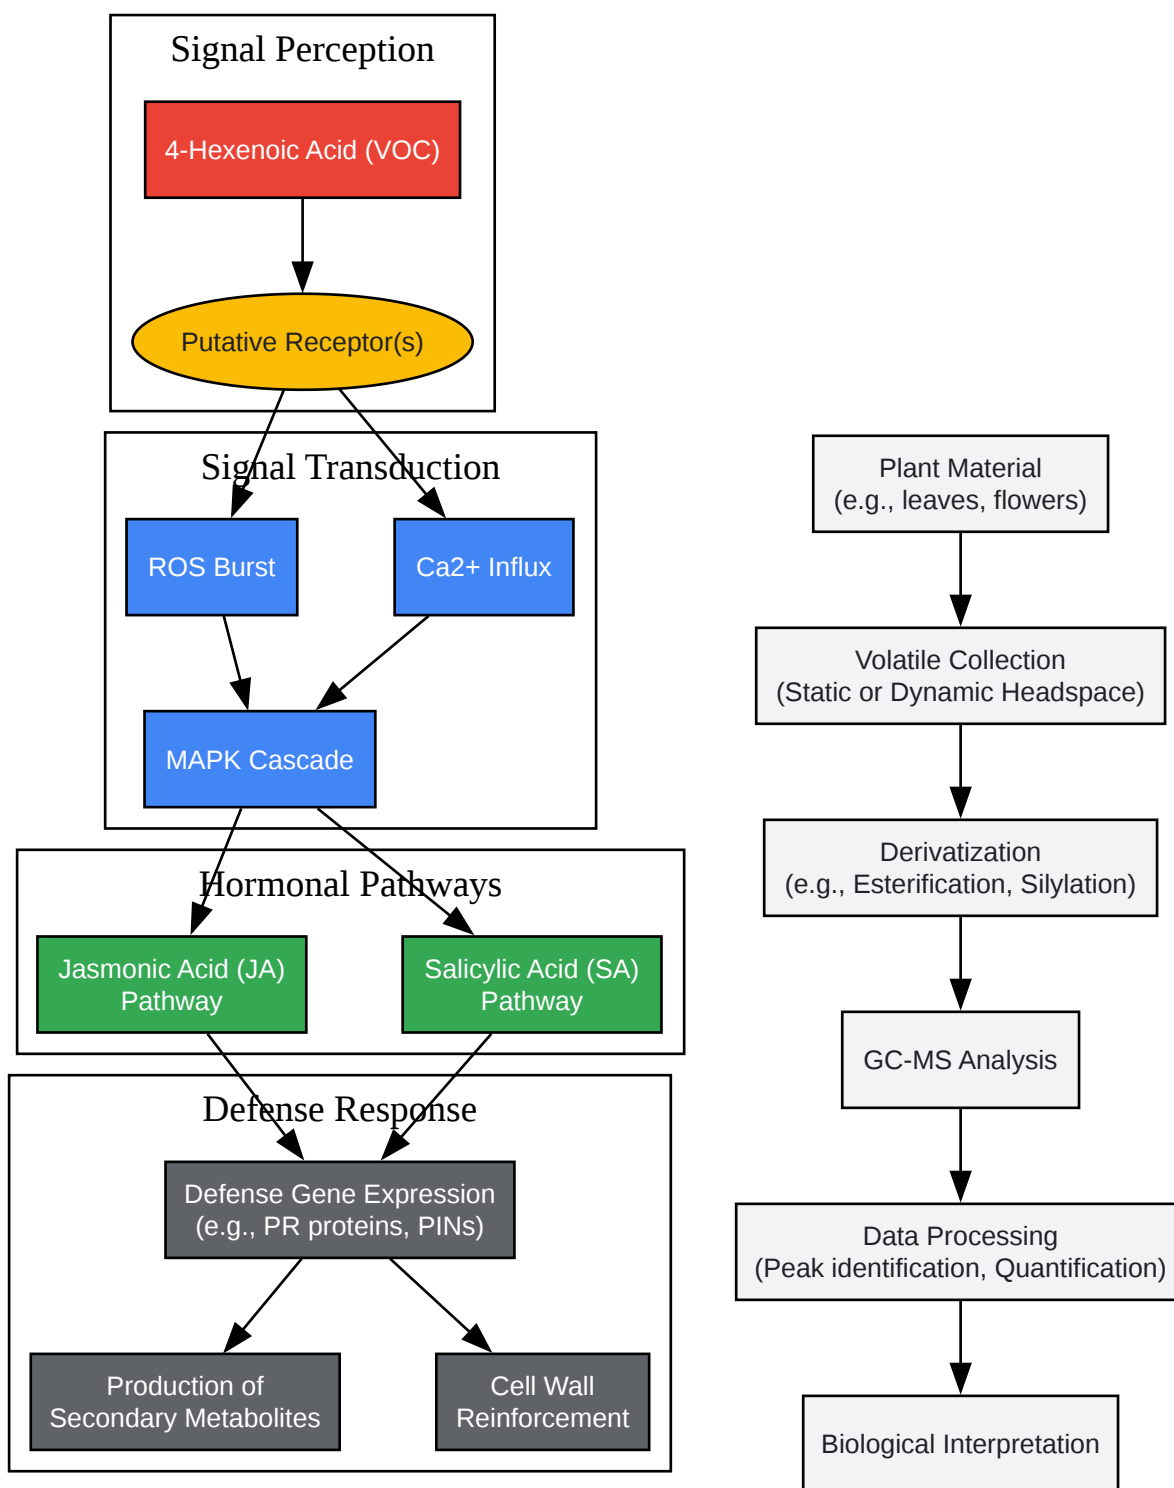 Signal Perception
4-Hexenoic Acid (VOC)
Putative Receptor(s)
Signal Transduction
ROS Burst
Ca2+ Influx
MAPK Cascade
Hormonal Pathways
Jasmonic Acid (JA)
Pathway
Salicylic Acid (SA)
Pathway
Defense Response
Defense Gene Expression
(e.g., PR proteins, PINs)
Production of
Secondary Metabolites
Cell Wall
Reinforcement
Plant Material
(e.g., leaves, flowers)
Volatile Collection
(Static or Dynamic Headspace)
Derivatization
(e.g., Esterification, Silylation)
GC-MS Analysis
Data Processing
(Peak identification, Quantification)
Biological Interpretation